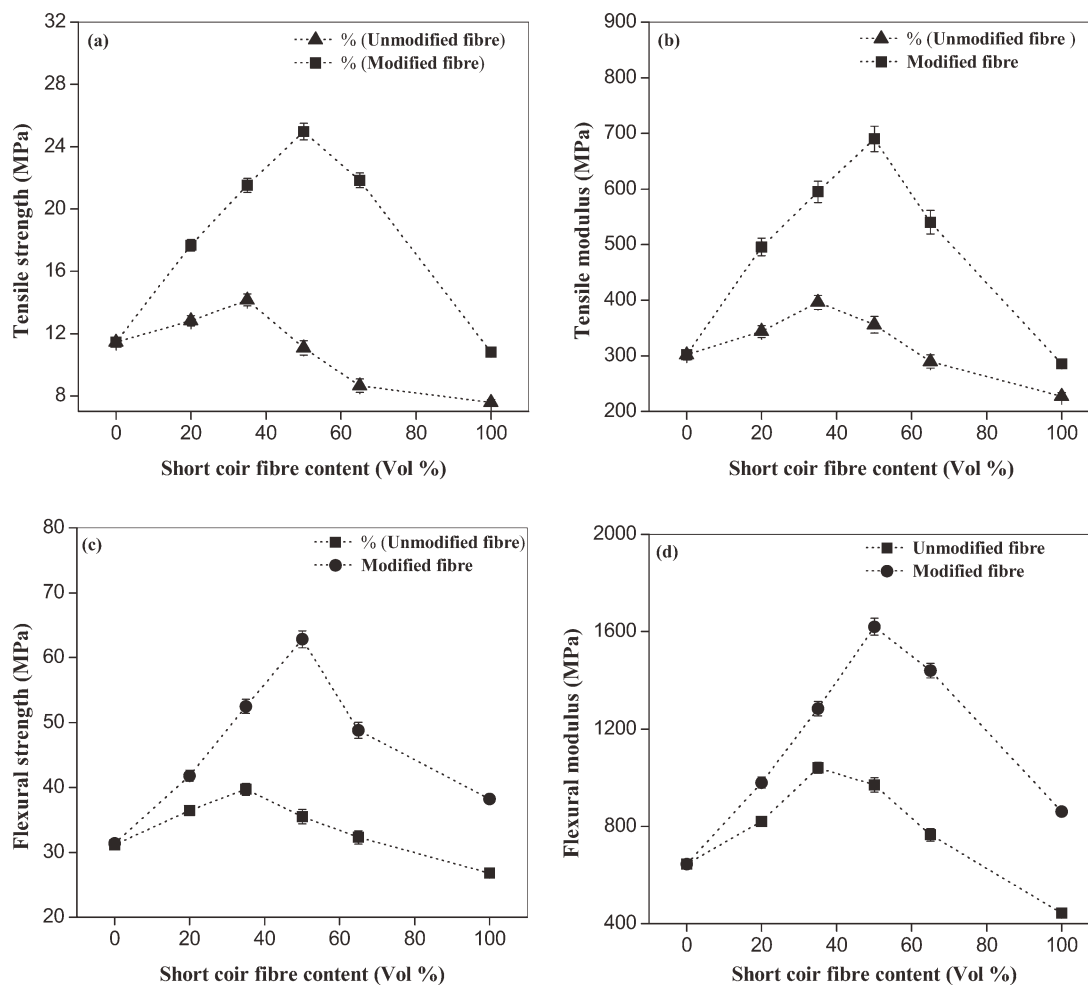 (a)
% (Unmodified fibre)
% (Modified fibre)
32
28
24
20
16
12
8
Tensile strength (MPa)
0 20 40 60 80 100
Short coir fibre content (Vol %)
(b)
% (Unmodified fibre )
Modified fibre
900
800
700
600
500
400
300
200
Tensile modulus (MPa)
0 20 40 60 80 100
Short coir fibre content (Vol %)
(c)
% (Unmodified fibre)
Modified fibre
80
70
60
50
40
30
20
Flexural strength (MPa)
0 20 40 60 80 100
Short coir fibre content (Vol %)
(d)
Unmodified fibre
Modified fibre
2000
1600
1200
800
400
Flexural modulus (MPa)
0 20 40 60 80 100
Short coir fibre content (Vol %)